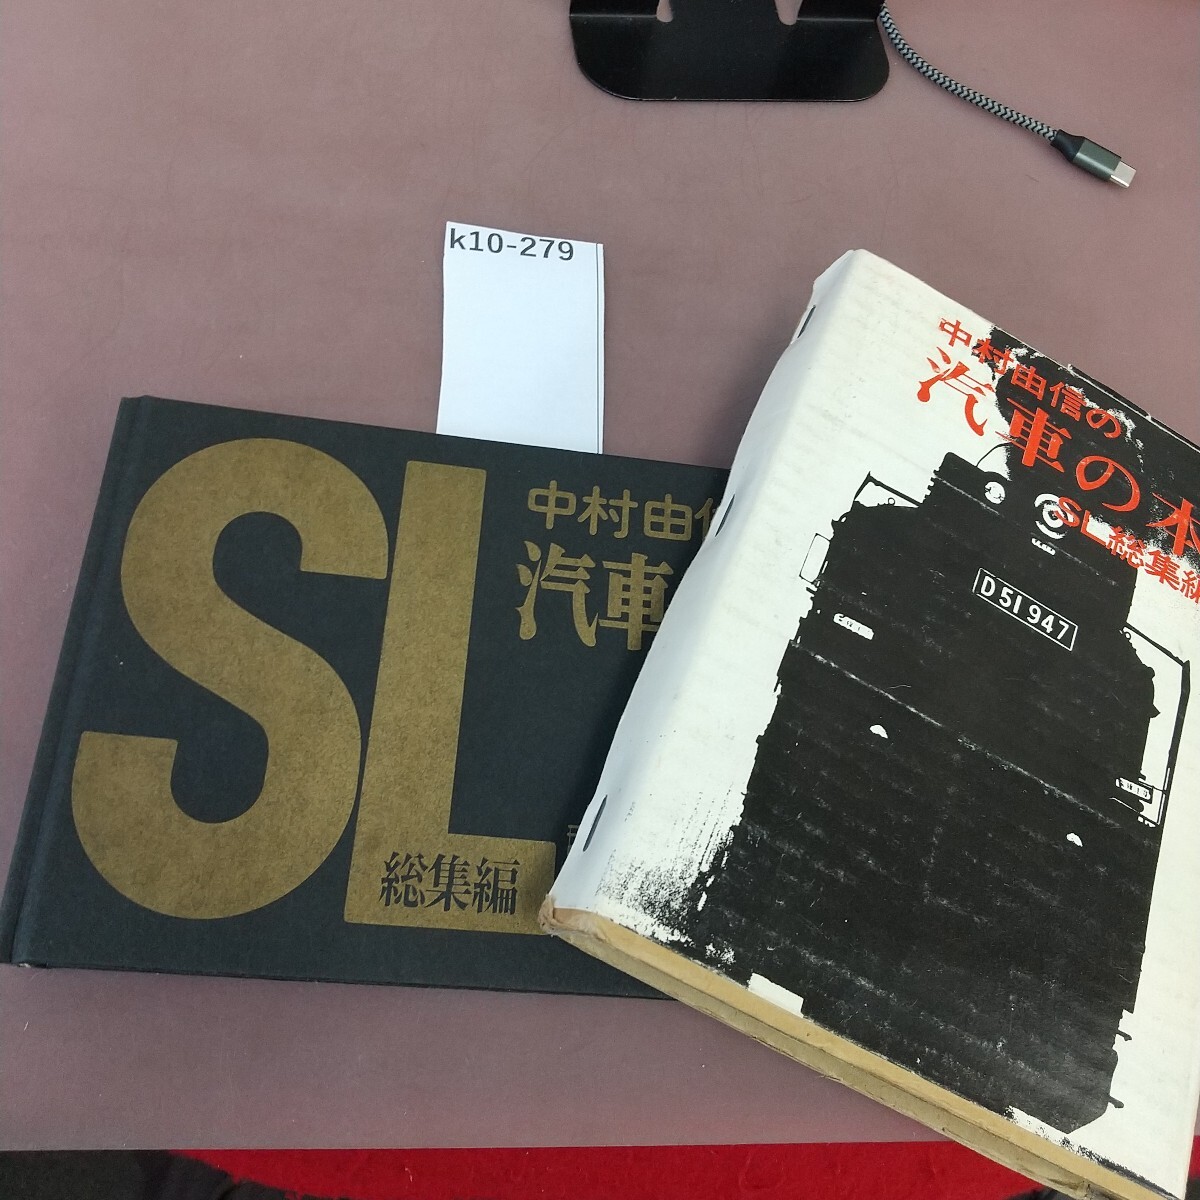 k10-279
SL
中村由信
汽車
総集編
中村由信の
汽車の本
SL総集編
D51 947